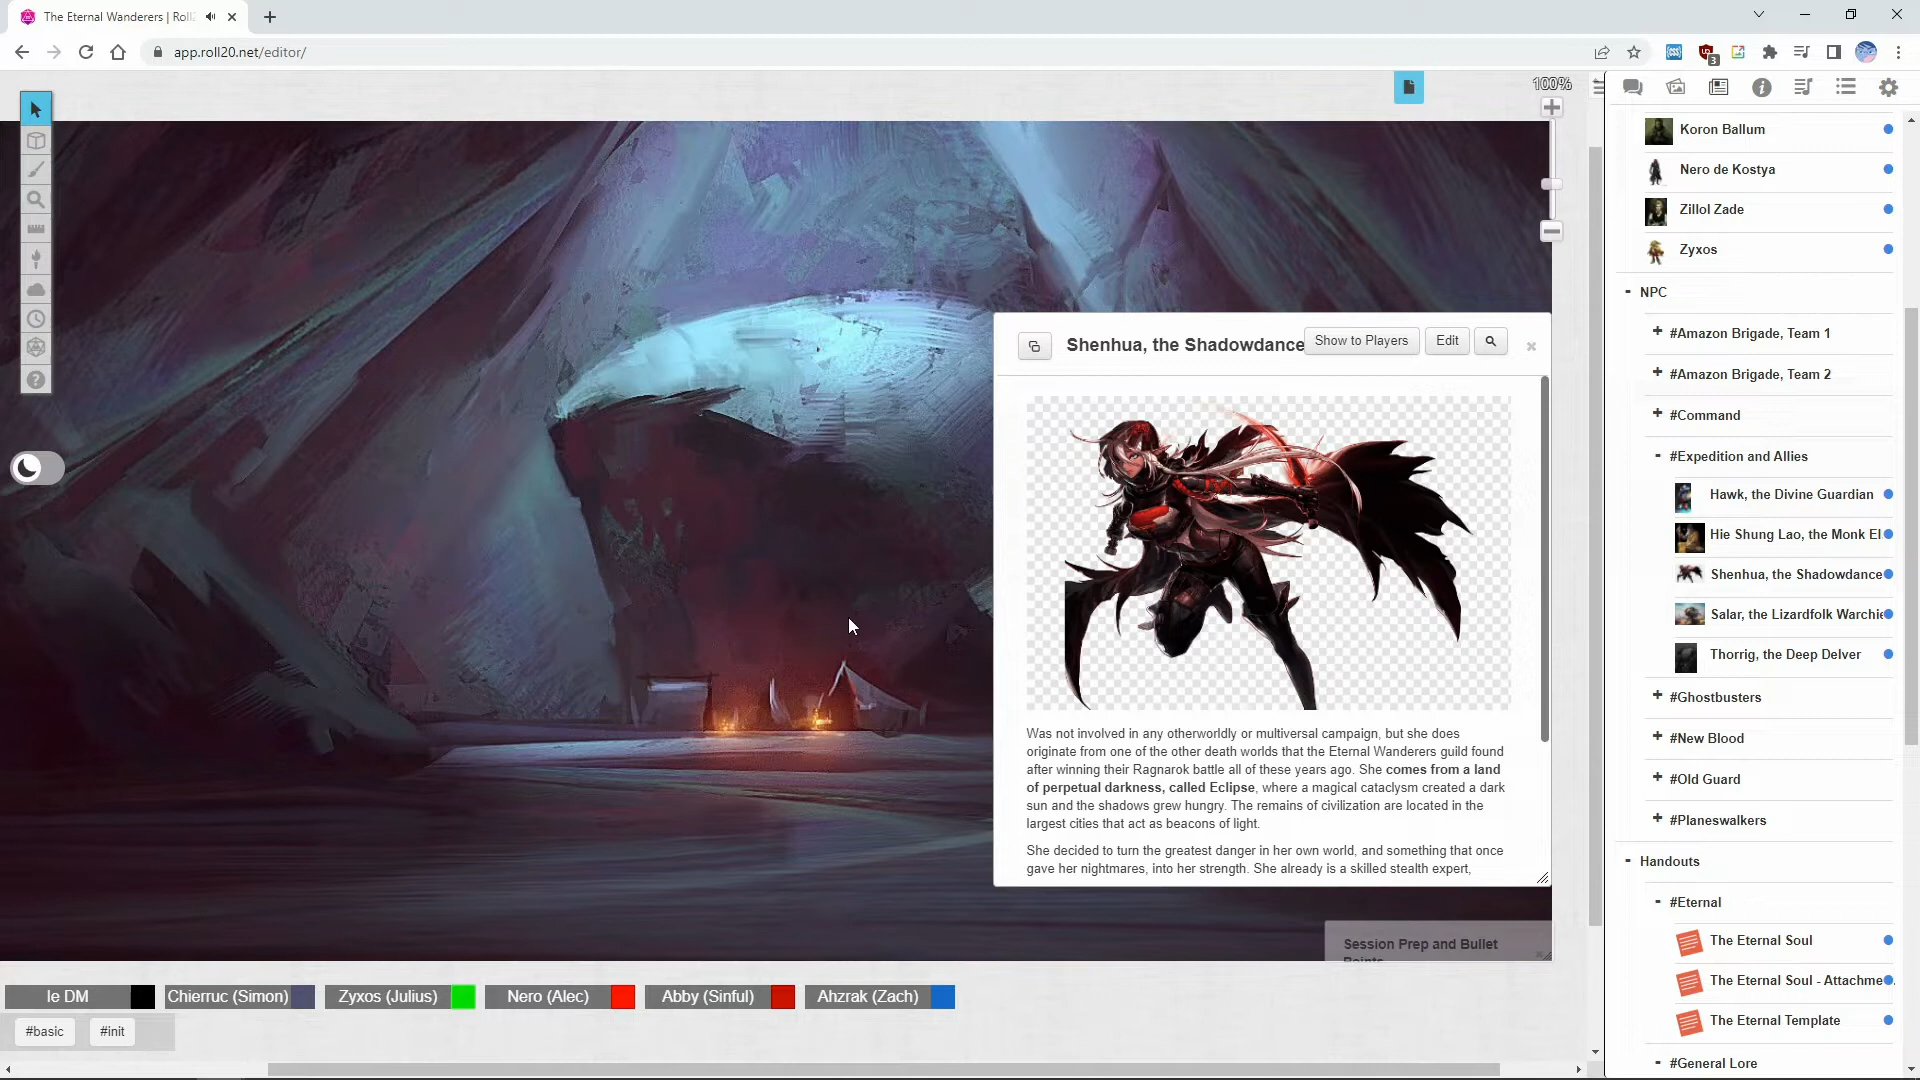 The Eternal Wanderers | Roll
app.roll20.net/editor/
3
100%
Koron Ballum
Nero de Kostya
Zillol Zade
Zyxos
NPC
#Amazon Brigade, Team 1
#Amazon Brigade, Team 2
#Command
#Expedition and Allies
Hawk, the Divine Guardian
Hie Shung Lao, the Monk El
Shenhua, the Shadowdance
Salar, the Lizardfolk Warchie
Thorrig, the Deep Delver
#Ghostbusters
#New Blood
#Old Guard
#Planeswalkers
Handouts
#Eternal
The Eternal Soul
The Eternal Soul - Attachme
The Eternal Template
#General Lore
Shenhua, the Shadowdance
Show to Players
Edit
Was not involved in any otherworldly or multiversal campaign, but she does
originate from one of the other death worlds that the Eternal Wanderers guild found
after winning their Ragnarok battle all of these years ago. She comes from a land
of perpetual darkness, called Eclipse, where a magical cataclysm created a dark
sun and the shadows grew hungry. The remains of civilization are located in the
largest cities that act as beacons of light.
She decided to turn the greatest danger in her own world, and something that once
gave her nightmares, into her strength. She already is a skilled stealth expert,
Session Prep and Bullet
Points
le DM
Chierruc (Simon)
Zyxos (Julius)
Nero (Alec)
Abby (Sinful)
Ahzrak (Zach)
#basic
#init